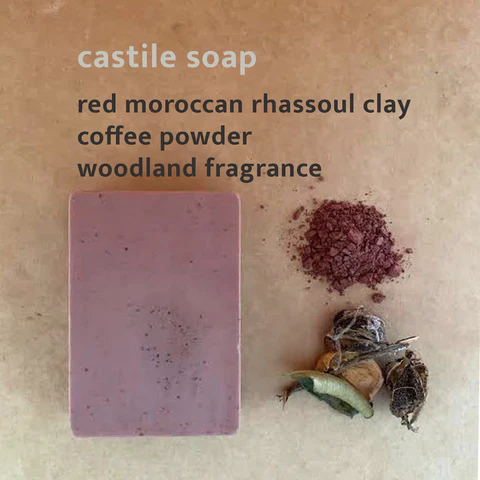 castile soap
red moroccan rhassoul clay
coffee powder
woodland fragrance